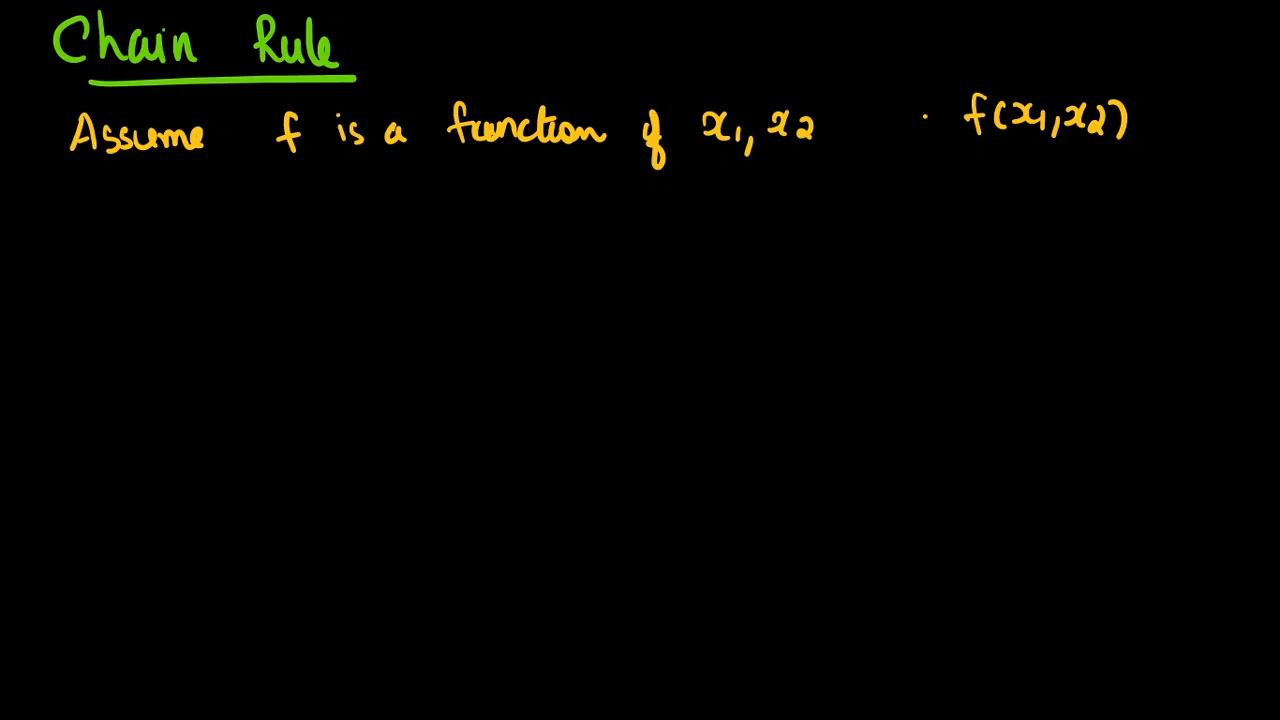 Chain Rule
Assume f is a function of x₁, x₂ · f(x₁, x₂)